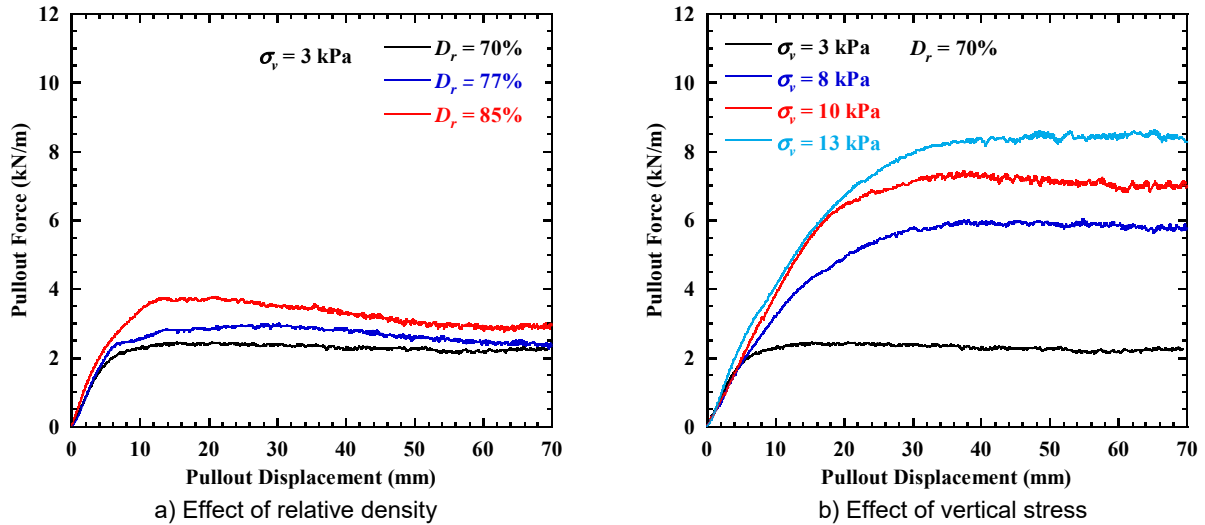 12
10
8
6
4
2
0
Pullout Force (kN/m)
σv = 3 kPa
Dr = 70%
Dr = 77%
Dr = 85%
0 10 20 30 40 50 60 70
Pullout Displacement (mm)
a) Effect of relative density
12
10
8
6
4
2
0
Pullout Force (kN/m)
σv = 3 kPa Dr = 70%
σv = 8 kPa
σv = 10 kPa
σv = 13 kPa
0 10 20 30 40 50 60 70
Pullout Displacement (mm)
b) Effect of vertical stress